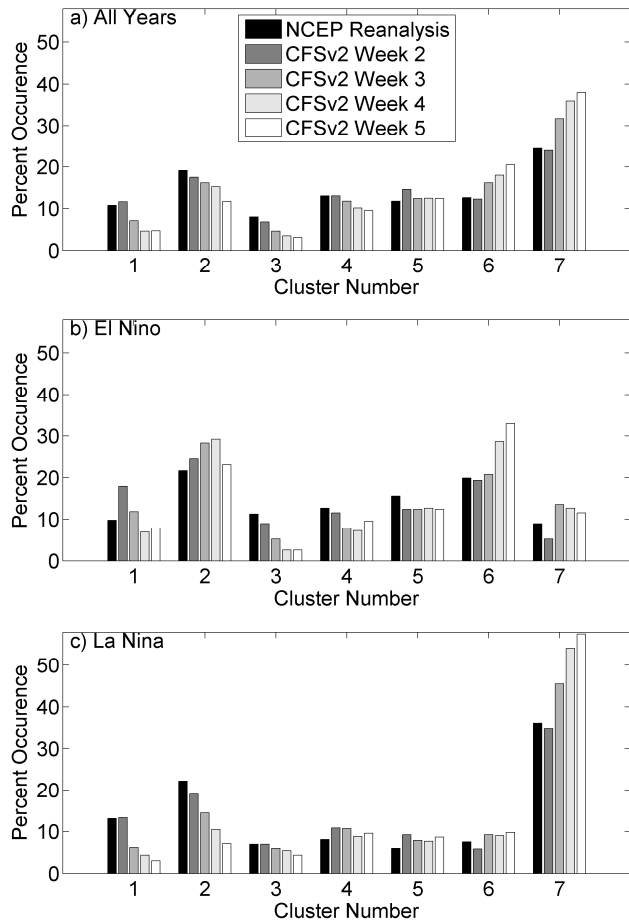 a) All Years
NCEP Reanalysis
CFSv2 Week 2
CFSv2 Week 3
CFSv2 Week 4
CFSv2 Week 5
Percent Occurence
50
40
30
20
10
0
1 2 3 4 5 6 7
Cluster Number
b) El Nino
Percent Occurence
50
40
30
20
10
0
1 2 3 4 5 6 7
Cluster Number
c) La Nina
Percent Occurence
50
40
30
20
10
0
1 2 3 4 5 6 7
Cluster Number